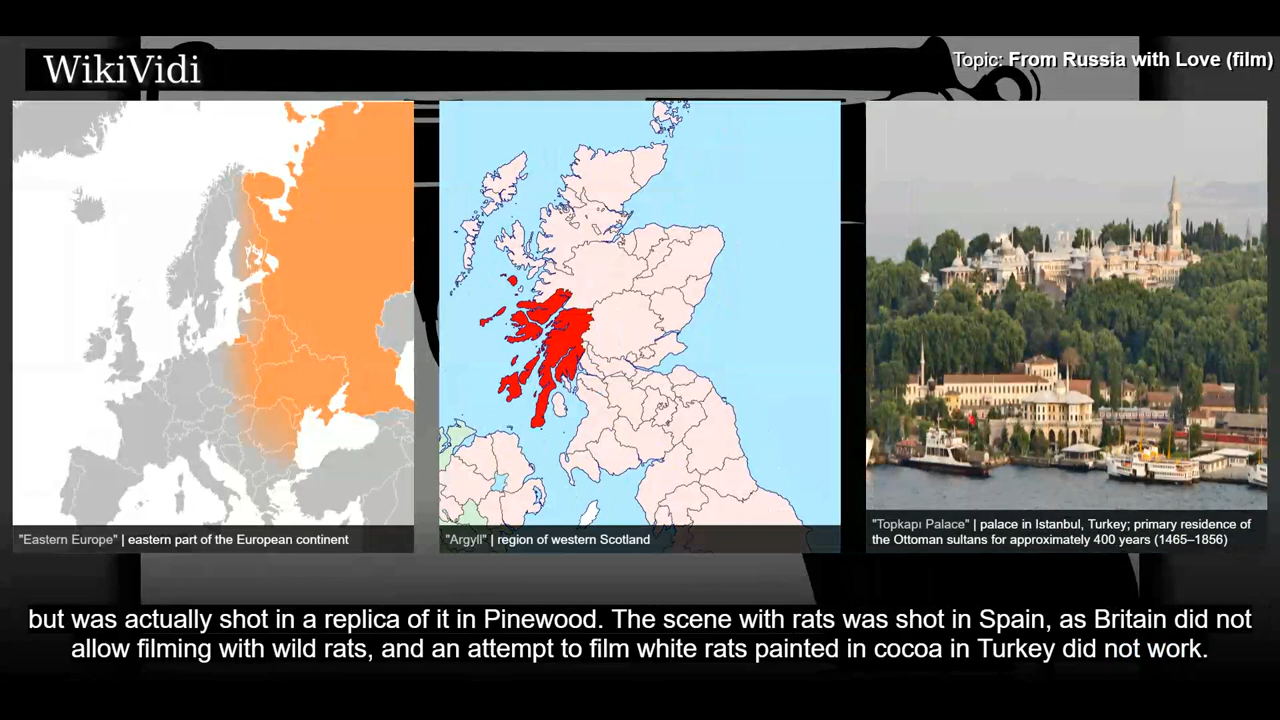 WikiVidi
Topic: From Russia with Love (film)
"Eastern Europe" | eastern part of the European continent
"Argyll" | region of western Scotland
"Topkapı Palace" | palace in Istanbul, Turkey; primary residence of
the Ottoman sultans for approximately 400 years (1465–1856)
but was actually shot in a replica of it in Pinewood. The scene with rats was shot in Spain, as Britain did not
allow filming with wild rats, and an attempt to film white rats painted in cocoa in Turkey did not work.